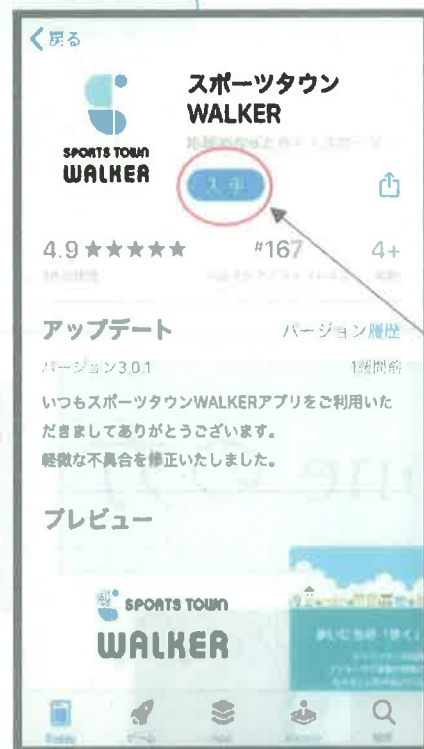 戻る
スポーツタウン
WALKER
SPORTS TOWN
WALKER
入手
4.9★★★★★
#167
4+
アップデート
バージョン履歴
バージョン3.0.1
1週間前
いつもスポーツタウンWALKERアプリをご利用いた
だきましてありがとうございます。
軽微な不具合を修正いたしました。
プレビュー
SPORTS TOWN
WALKER
Today